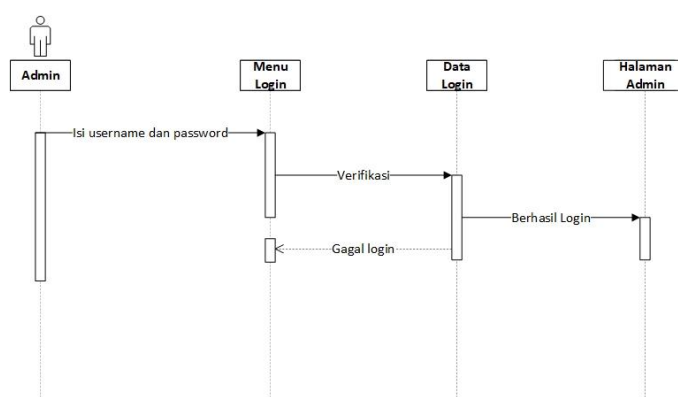 Admin
Menu
Login
Data
Login
Halaman
Admin
Isi username dan password
Verifikasi
Berhasil Login
Gagal login